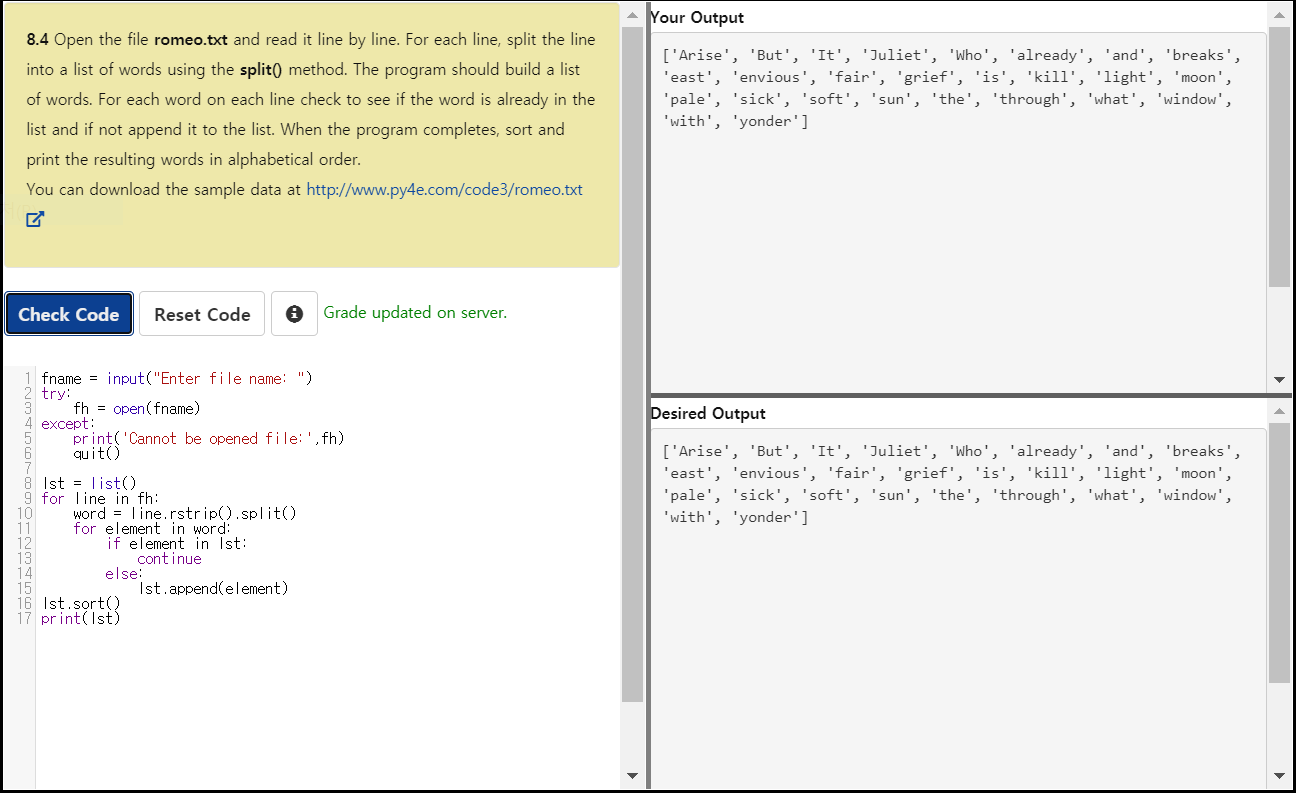 8.4 Open the file romeo.txt and read it line by line. For each line, split the line
into a list of words using the split() method. The program should build a list
of words. For each word on each line check to see if the word is already in the
list and if not append it to the list. When the program completes, sort and
print the resulting words in alphabetical order.
You can download the sample data at http://www.py4e.com/code3/romeo.txt
Check Code
Reset Code
Grade updated on server.
1 fname = input("Enter file name: ")
2 try:
3     fh = open(fname)
4 except:
5     print('Cannot be opened file:',fh)
6     quit()
7
8 lst = list()
9 for line in fh:
10     word = line.rstrip().split()
11     for element in word:
12         if element in lst:
13             continue
14         else:
15             lst.append(element)
16 lst.sort()
17 print(lst)
Your Output
['Arise', 'But', 'It', 'Juliet', 'Who', 'already', 'and', 'breaks',
'east', 'envious', 'fair', 'grief', 'is', 'kill', 'light', 'moon',
'pale', 'sick', 'soft', 'sun', 'the', 'through', 'what', 'window',
'with', 'yonder']
Desired Output
['Arise', 'But', 'It', 'Juliet', 'Who', 'already', 'and', 'breaks',
'east', 'envious', 'fair', 'grief', 'is', 'kill', 'light', 'moon',
'pale', 'sick', 'soft', 'sun', 'the', 'through', 'what', 'window',
'with', 'yonder']